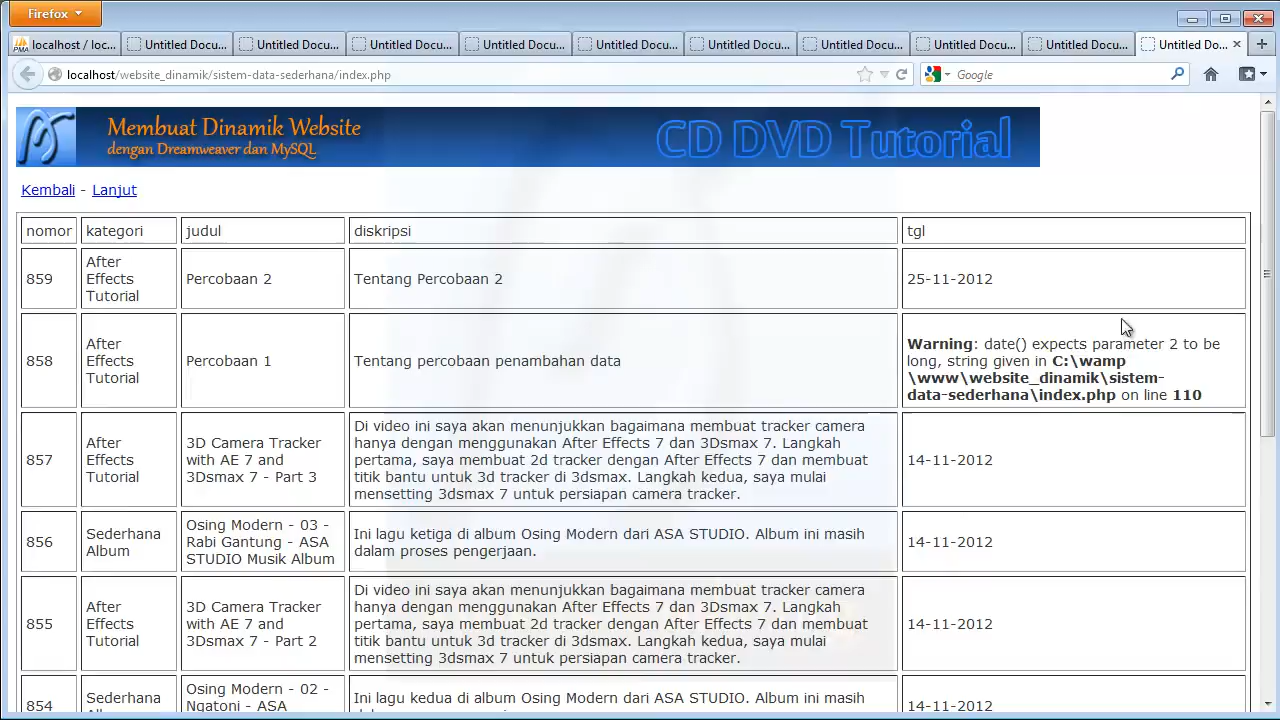 Firefox
localhost / loc...
Untitled Docu...
Untitled Docu...
Untitled Docu...
Untitled Docu...
Untitled Docu...
Untitled Docu...
Untitled Docu...
Untitled Docu...
Untitled Docu...
Untitled Do...
localhost/website_dinamik/sistem-data-sederhana/index.php
Google
Membuat Dinamik Website
dengan Dreamweaver dan MySQL
CD DVD Tutorial
Kembali - Lanjut
nomor kategori judul diskripsi tgl
859
After
Effects
Tutorial
Percobaan 2
Tentang Percobaan 2
25-11-2012
858
After
Effects
Tutorial
Percobaan 1
Tentang percobaan penambahan data
Warning: date() expects parameter 2 to be
long, string given in C:\wamp
\www\website_dinamik\sistem-
data-sederhana\index.php on line 110
857
After
Effects
Tutorial
3D Camera Tracker
with AE 7 and
3Dsmax 7 - Part 3
Di video ini saya akan menunjukkan bagaimana membuat tracker camera
hanya dengan menggunakan After Effects 7 dan 3Dsmax 7. Langkah
pertama, saya membuat 2d tracker dengan After Effects 7 dan membuat
titik bantu untuk 3d tracker di 3dsmax. Langkah kedua, saya mulai
mensetting 3dsmax 7 untuk persiapan camera tracker.
14-11-2012
856
Sederhana
Album
Osing Modern - 03 -
Rabi Gantung - ASA
STUDIO Musik Album
Ini lagu ketiga di album Osing Modern dari ASA STUDIO. Album ini masih
dalam proses pengerjaan.
14-11-2012
855
After
Effects
Tutorial
3D Camera Tracker
with AE 7 and
3Dsmax 7 - Part 2
Di video ini saya akan menunjukkan bagaimana membuat tracker camera
hanya dengan menggunakan After Effects 7 dan 3Dsmax 7. Langkah
pertama, saya membuat 2d tracker dengan After Effects 7 dan membuat
titik bantu untuk 3d tracker di 3dsmax. Langkah kedua, saya mulai
mensetting 3dsmax 7 untuk persiapan camera tracker.
14-11-2012
854
Sederhana
Osing Modern - 02 -
Ngatoni - ASA
Ini lagu kedua di album Osing Modern dari ASA STUDIO. Album ini masih
14-11-2012